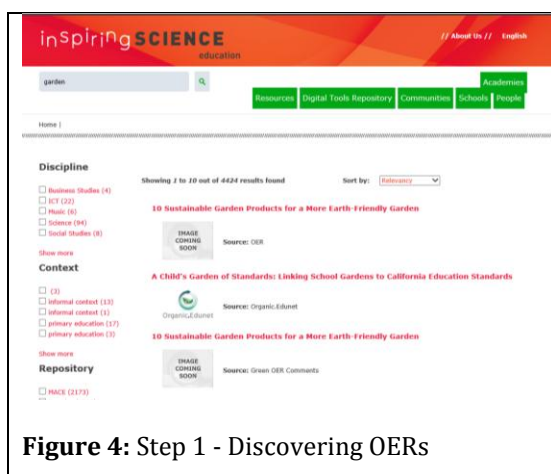 inspiring SCIENCE
education
// About Us // English
garden
Academies
Resources Digital Tools Repository Communities Schools People
Home |
Discipline
Business Studies (4)
ICT (22)
Music (6)
Science (94)
Social Studies (8)
Show more
Context
(3)
informal context (13)
informal context (1)
primary education (17)
primary education (3)
Show more
Repository
MACE (2173)
Showing 1 to 10 out of 4424 results found Sort by: Relevancy
10 Sustainable Garden Products for a More Earth-Friendly Garden
IMAGE
COMING
SOON
Source: OER
A Child's Garden of Standards: Linking School Gardens to California Education Standards
Organic.Edunet
Source: Organic.Edunet
10 Sustainable Garden Products for a More Earth-Friendly Garden
IMAGE
COMING
SOON
Source: Green OER Comments
Figure 4: Step 1 - Discovering OERs